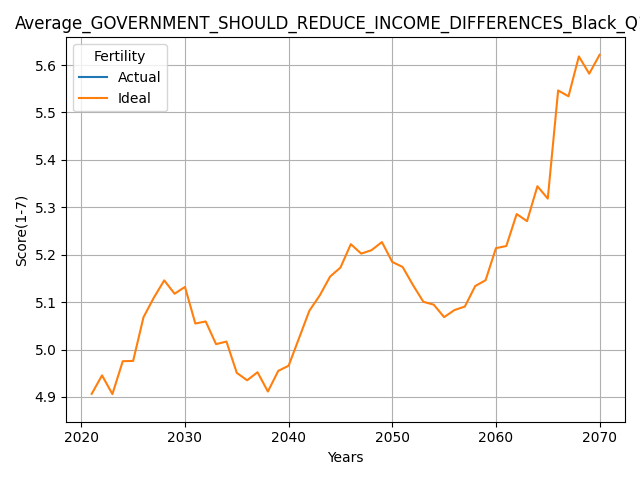 Average_GOVERNMENT_SHOULD_REDUCE_INCOME_DIFFERENCES_Black_Q
Fertility
Actual
Ideal
5.6
5.5
5.4
5.3
5.2
5.1
5.0
4.9
Score(1-7)
2020 2030 2040 2050 2060 2070
Years